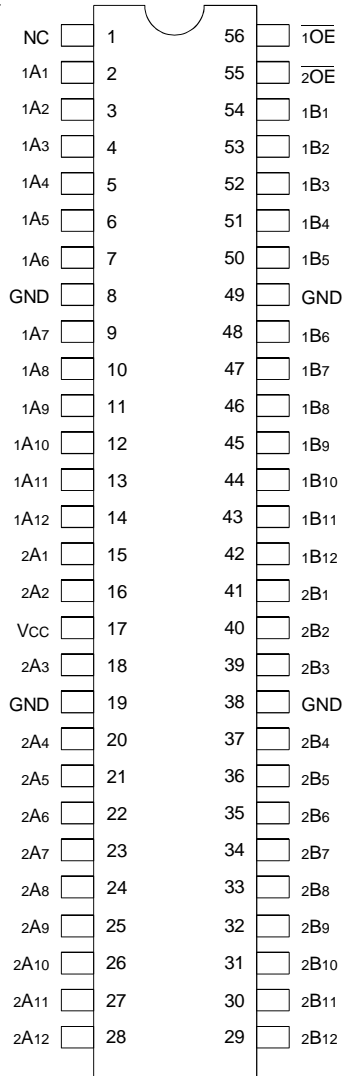 NC 1 56 1OE
1A1 2 55 2OE
1A2 3 54 1B1
1A3 4 53 1B2
1A4 5 52 1B3
1A5 6 51 1B4
1A6 7 50 1B5
GND 8 49 GND
1A7 9 48 1B6
1A8 10 47 1B7
1A9 11 46 1B8
1A10 12 45 1B9
1A11 13 44 1B10
1A12 14 43 1B11
2A1 15 42 1B12
2A2 16 41 2B1
VCC 17 40 2B2
2A3 18 39 2B3
GND 19 38 GND
2A4 20 37 2B4
2A5 21 36 2B5
2A6 22 35 2B6
2A7 23 34 2B7
2A8 24 33 2B8
2A9 25 32 2B9
2A10 26 31 2B10
2A11 27 30 2B11
2A12 28 29 2B12